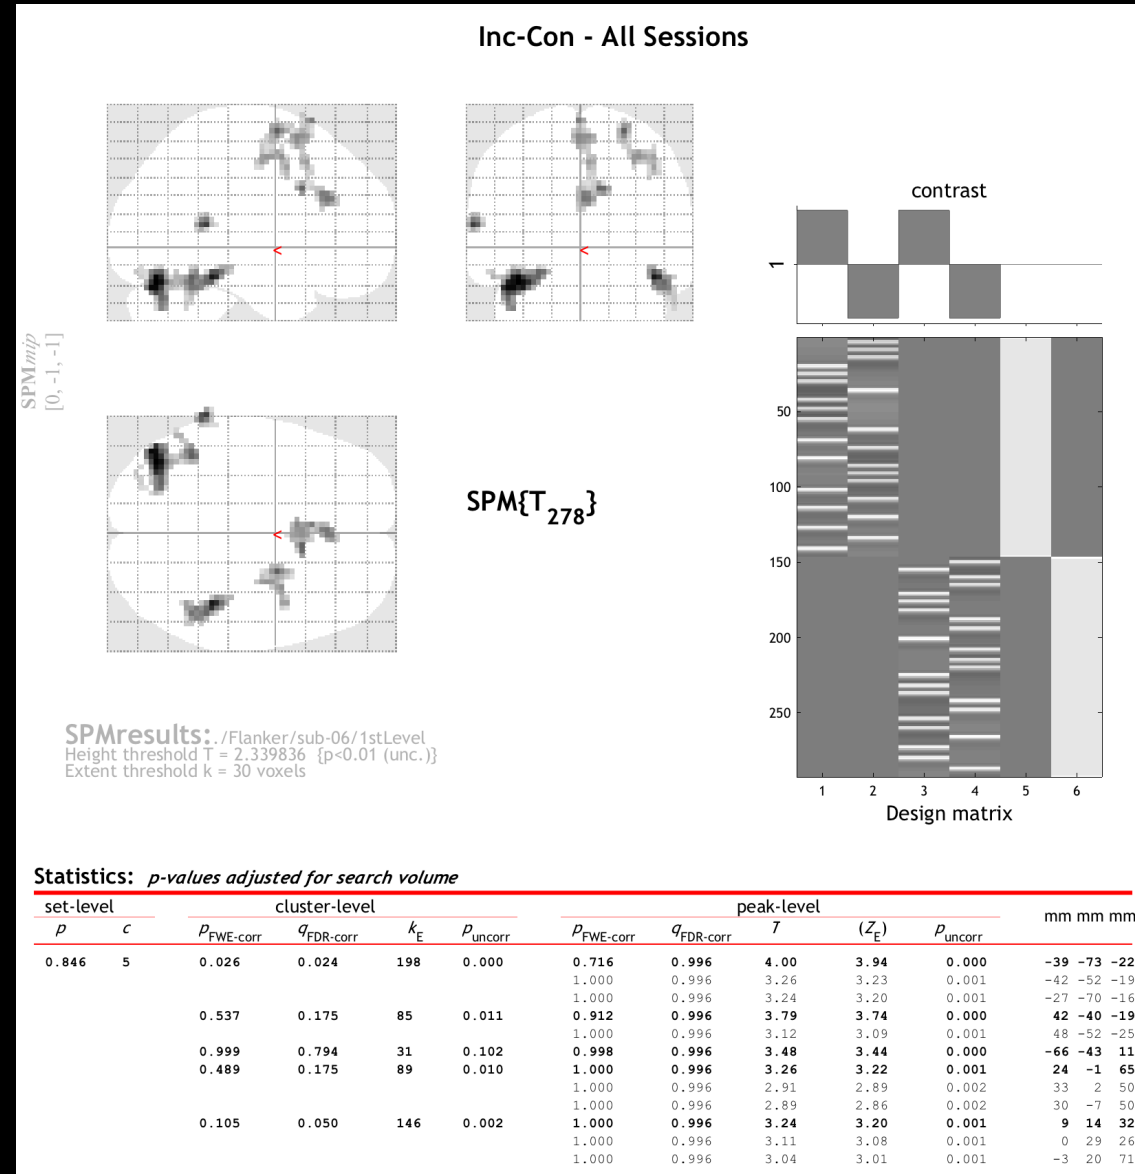 Inc-Con - All Sessions
<
<
<
SPMmip
[0, -1, -1]
SPM{T278}
contrast
1
50
100
150
200
250
1 2 3 4 5 6
Design matrix
SPMresults: ./Flanker/sub-06/1stLevel
Height threshold T = 2.339836 {p<0.01 (unc.)}
Extent threshold k = 30 voxels
Statistics: p-values adjusted for search volume
set-level cluster-level peak-level mm mm mm
p c pFWE-corr qFDR-corr kE puncorr pFWE-corr qFDR-corr T (ZE) puncorr
0.846 5 0.026 0.024 198 0.000 0.716 0.996 4.00 3.94 0.000 -39 -73 -22
1.000 0.996 3.26 3.23 0.001 -42 -52 -19
1.000 0.996 3.24 3.20 0.001 -27 -70 -16
0.537 0.175 85 0.011 0.912 0.996 3.79 3.74 0.000 42 -40 -19
1.000 0.996 3.12 3.09 0.001 48 -52 -25
0.999 0.794 31 0.102 0.998 0.996 3.48 3.44 0.000 -66 -43 11
0.489 0.175 89 0.010 1.000 0.996 3.26 3.22 0.001 24 -1 65
1.000 0.996 2.91 2.89 0.002 33 2 50
1.000 0.996 2.89 2.86 0.002 30 -7 50
0.105 0.050 146 0.002 1.000 0.996 3.24 3.20 0.001 9 14 32
1.000 0.996 3.11 3.08 0.001 0 29 26
1.000 0.996 3.04 3.01 0.001 -3 20 71